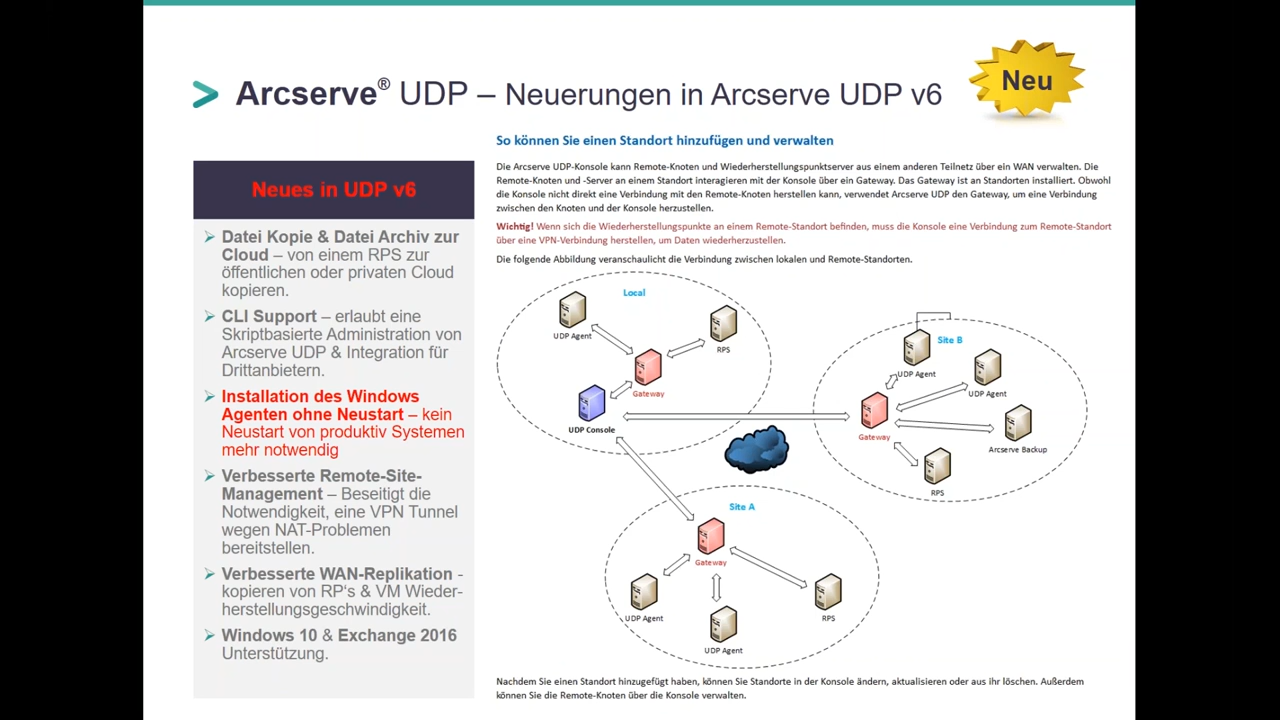 Arcserve® UDP – Neuerungen in Arcserve UDP v6
Neu
Neues in UDP v6
Datei Kopie & Datei Archiv zur
Cloud – von einem RPS zur
öffentlichen oder privaten Cloud
kopieren.
CLI Support – erlaubt eine
Skriptbasierte Administration von
Arcserve UDP & Integration für
Drittanbietern.
Installation des Windows
Agenten ohne Neustart – kein
Neustart von produktiv Systemen
mehr notwendig
Verbesserte Remote-Site-
Management – Beseitigt die
Notwendigkeit, eine VPN Tunnel
wegen NAT-Problemen
bereitstellen.
Verbesserte WAN-Replikation -
kopieren von RP's & VM Wieder-
herstellungsgeschwindigkeit.
Windows 10 & Exchange 2016
Unterstützung.
So können Sie einen Standort hinzufügen und verwalten
Die Arcserve UDP-Konsole kann Remote-Knoten und Wiederherstellungspunktserver aus einem anderen Teilnetz über ein WAN verwalten. Die
Remote-Knoten und -Server an einem Standort interagieren mit der Konsole über ein Gateway. Das Gateway ist an Standorten installiert. Obwohl
die Konsole nicht direkt eine Verbindung mit den Remote-Knoten herstellen kann, verwendet Arcserve UDP den Gateway, um eine Verbindung
zwischen den Knoten und der Konsole herzustellen.
Wichtig! Wenn sich die Wiederherstellungspunkte an einem Remote-Standort befinden, muss die Konsole eine Verbindung zum Remote-Standort
über eine VPN-Verbindung herstellen, um Daten wiederherzustellen.
Die folgende Abbildung veranschaulicht die Verbindung zwischen lokalen und Remote-Standorten.
Local
UDP Agent
RPS
Gateway
UDP Console
Site B
UDP Agent
UDP Agent
Gateway
Arcserve Backup
RPS
Site A
Gateway
UDP Agent
RPS
UDP Agent
Nachdem Sie einen Standort hinzugefügt haben, können Sie Standorte in der Konsole ändern, aktualisieren oder aus ihr löschen. Außerdem
können Sie die Remote-Knoten über die Konsole verwalten.